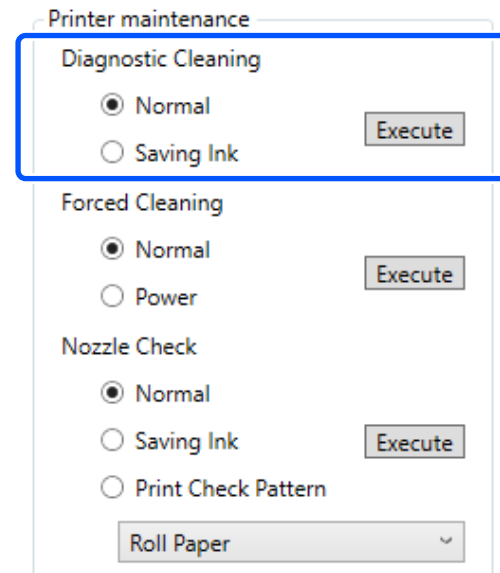 Printer maintenance
Diagnostic Cleaning
Normal
Execute
Saving Ink
Forced Cleaning
Normal
Execute
Power
Nozzle Check
Normal
Saving Ink
Execute
Print Check Pattern
Roll Paper